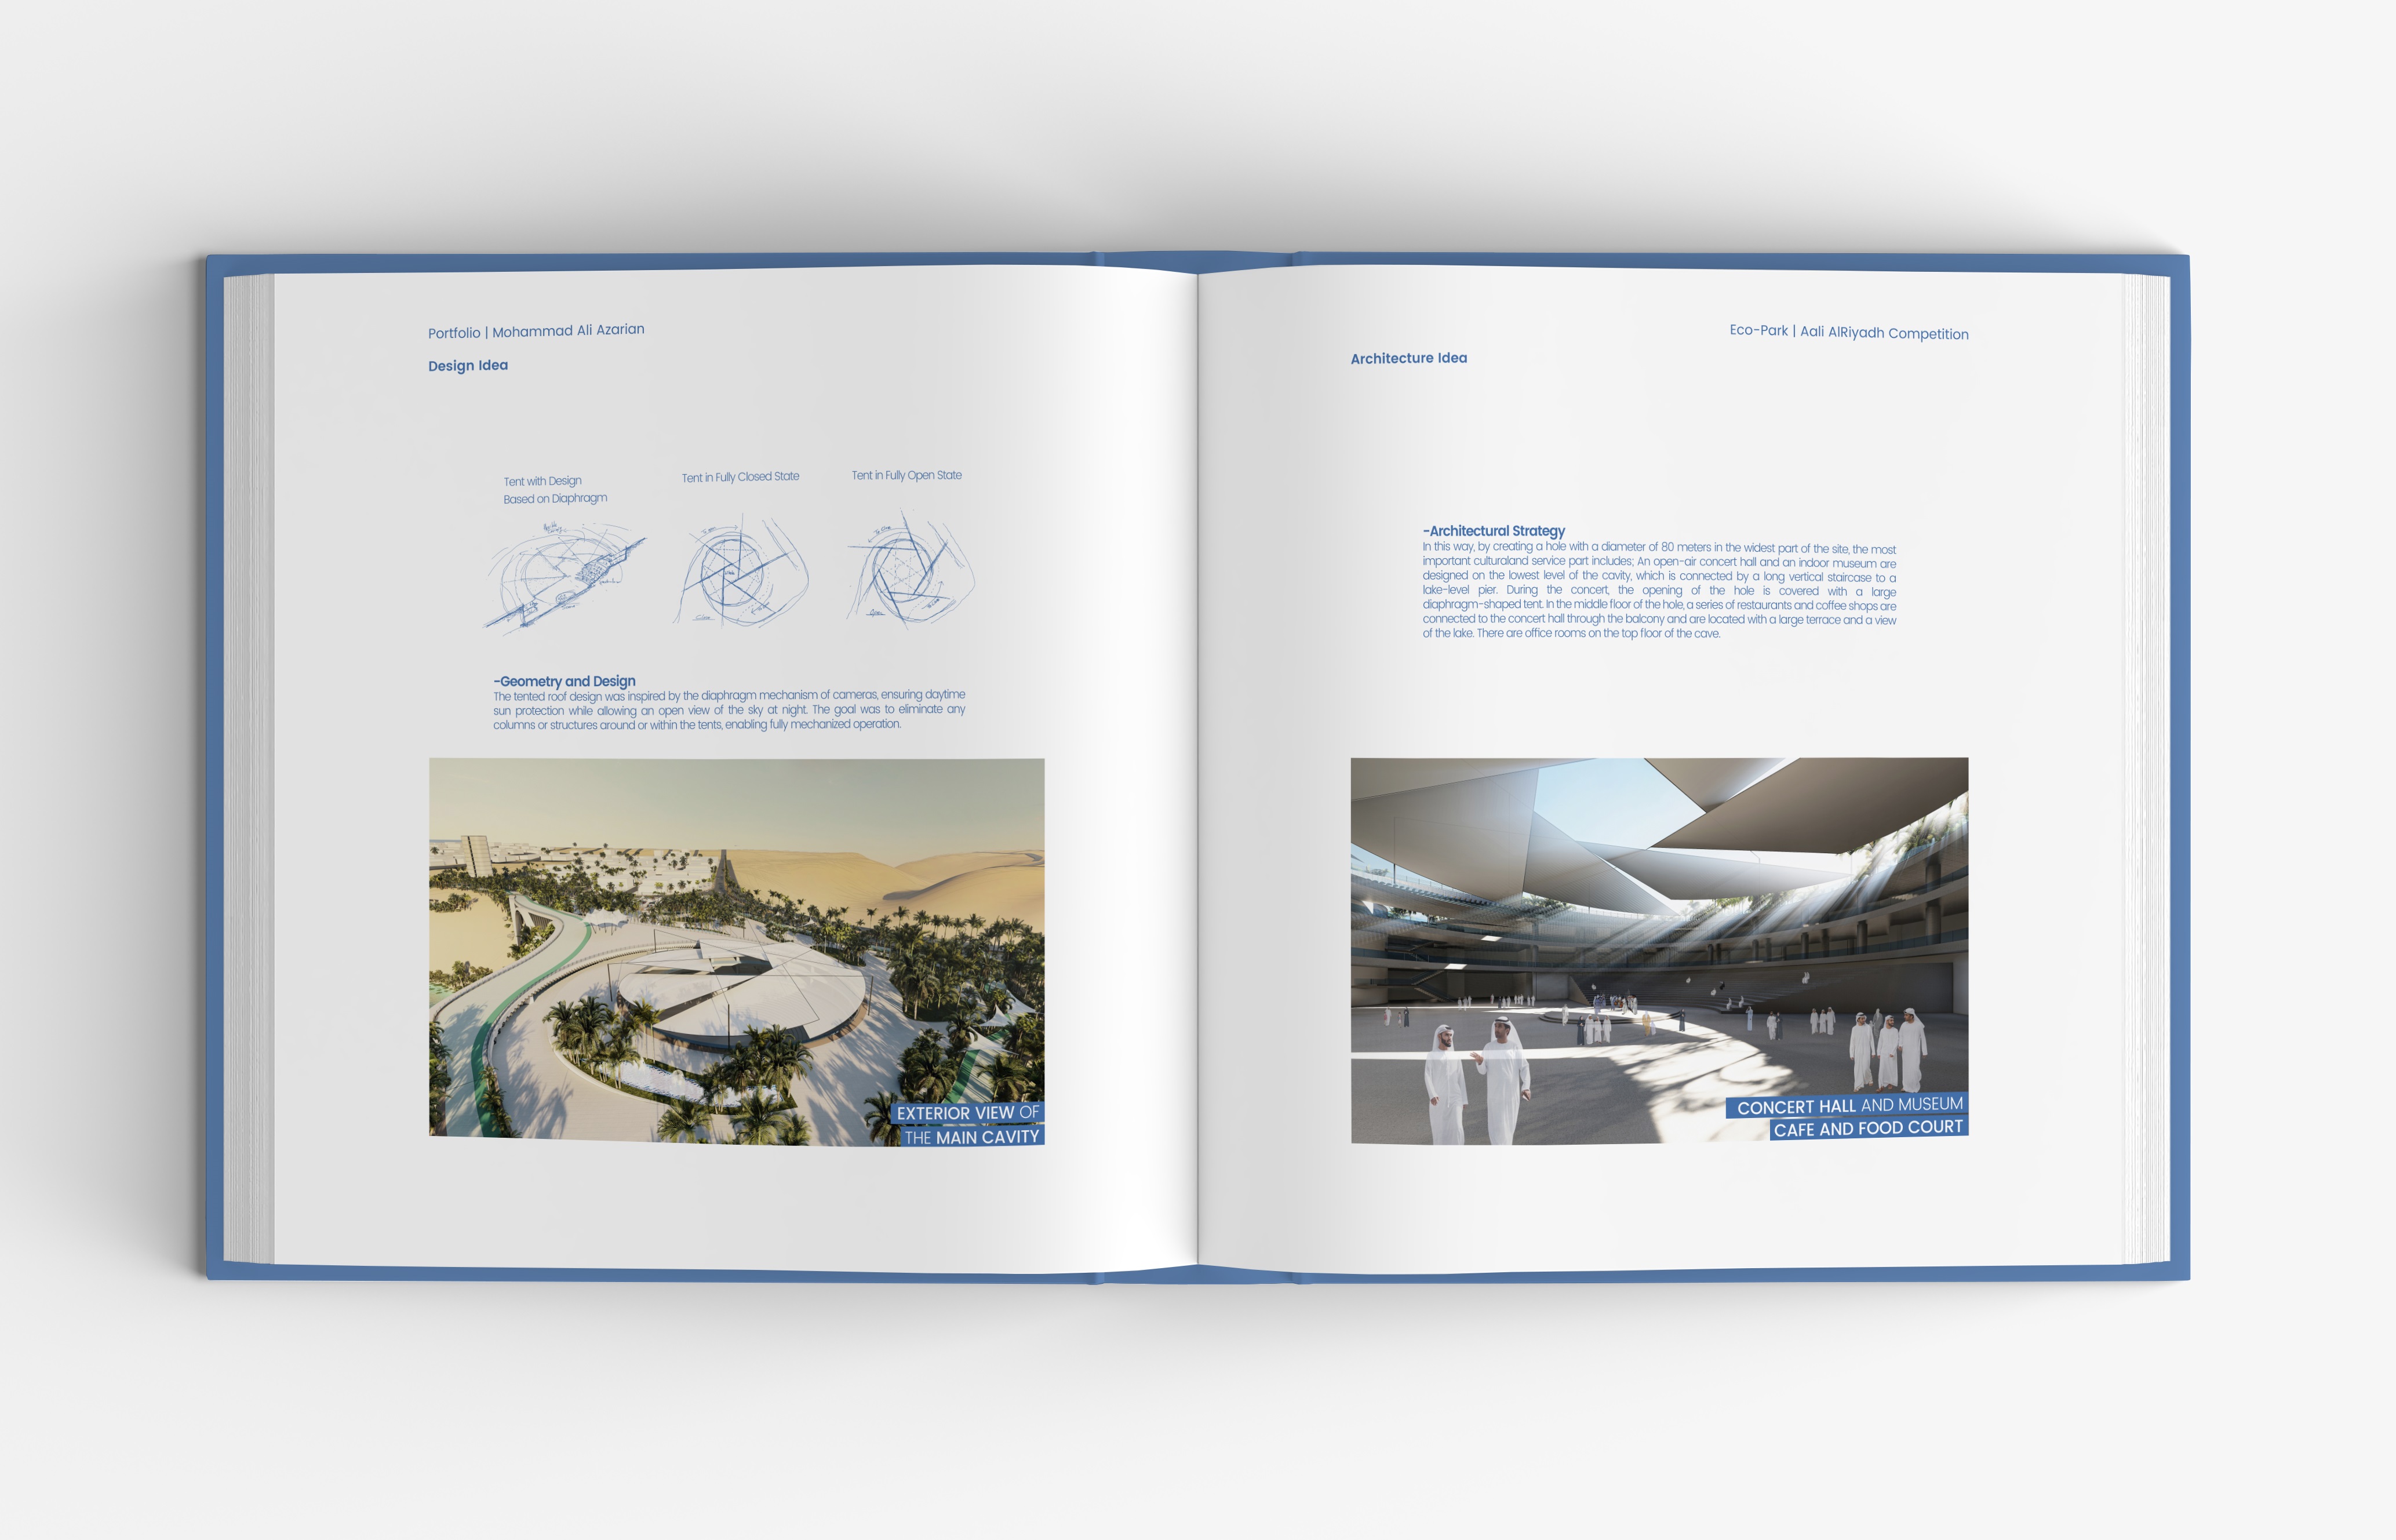 Portfolio | Mohammad Ali Azarian
Design Idea
Tent with Design
Based on Diaphragm
Tent in Fully Closed State
Tent in Fully Open State
-Geometry and Design
The tented roof design was inspired by the diaphragm mechanism of cameras, ensuring daytime
sun protection while allowing an open view of the sky at night. The goal was to eliminate any
columns or structures around or within the tents, enabling fully mechanized operation.
EXTERIOR VIEW OF
THE MAIN CAVITY
Eco-Park | Aali AlRiyadh Competition
Architecture Idea
-Architectural Strategy
In this way, by creating a hole with a diameter of 80 meters in the widest part of the site, the most
important culturaland service part includes; An open-air concert hall and an indoor museum are
designed on the lowest level of the cavity, which is connected by a long vertical staircase to a
lake-level pier. During the concert, the opening of the hole is covered with a large
diaphragm-shaped tent. In the middle floor of the hole, a series of restaurants and coffee shops are
connected to the concert hall through the balcony and are located with a large terrace and a view
of the lake. There are office rooms on the top floor of the cave.
CONCERT HALL AND MUSEUM
CAFE AND FOOD COURT